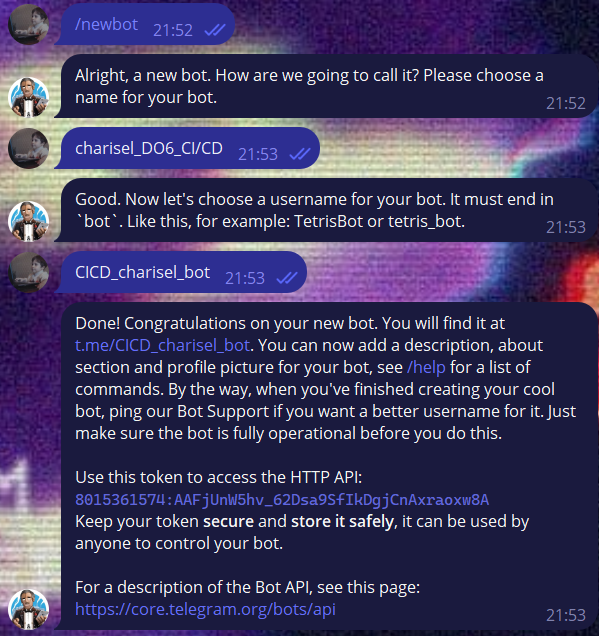 /newbot 21:52
Alright, a new bot. How are we going to call it? Please choose a
name for your bot.
21:52
charisel_DO6_CI/CD 21:53
Good. Now let's choose a username for your bot. It must end in
`bot`. Like this, for example: TetrisBot or tetris_bot.
21:53
CICD_charisel_bot 21:53
Done! Congratulations on your new bot. You will find it at
t.me/CICD_charisel_bot. You can now add a description, about
section and profile picture for your bot, see /help for a list of
commands. By the way, when you've finished creating your cool
bot, ping our Bot Support if you want a better username for it. Just
make sure the bot is fully operational before you do this.
Use this token to access the HTTP API:
8015361574:AAFjUnW5hv_62Dsa9SfIkDgjCnAxraoxw8A
Keep your token secure and store it safely, it can be used by
anyone to control your bot.
For a description of the Bot API, see this page:
https://core.telegram.org/bots/api
21:53